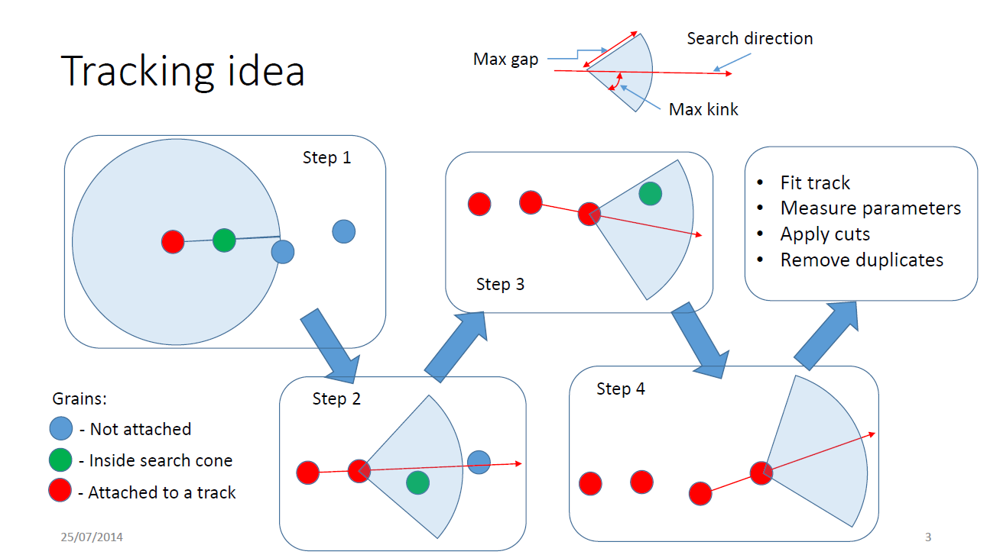 Tracking idea
Max gap
Search direction
Max kink
Step 1
Step 3
• Fit track
• Measure parameters
• Apply cuts
• Remove duplicates
Step 2
Step 4
Grains:
- Not attached
- Inside search cone
- Attached to a track
25/07/2014
3